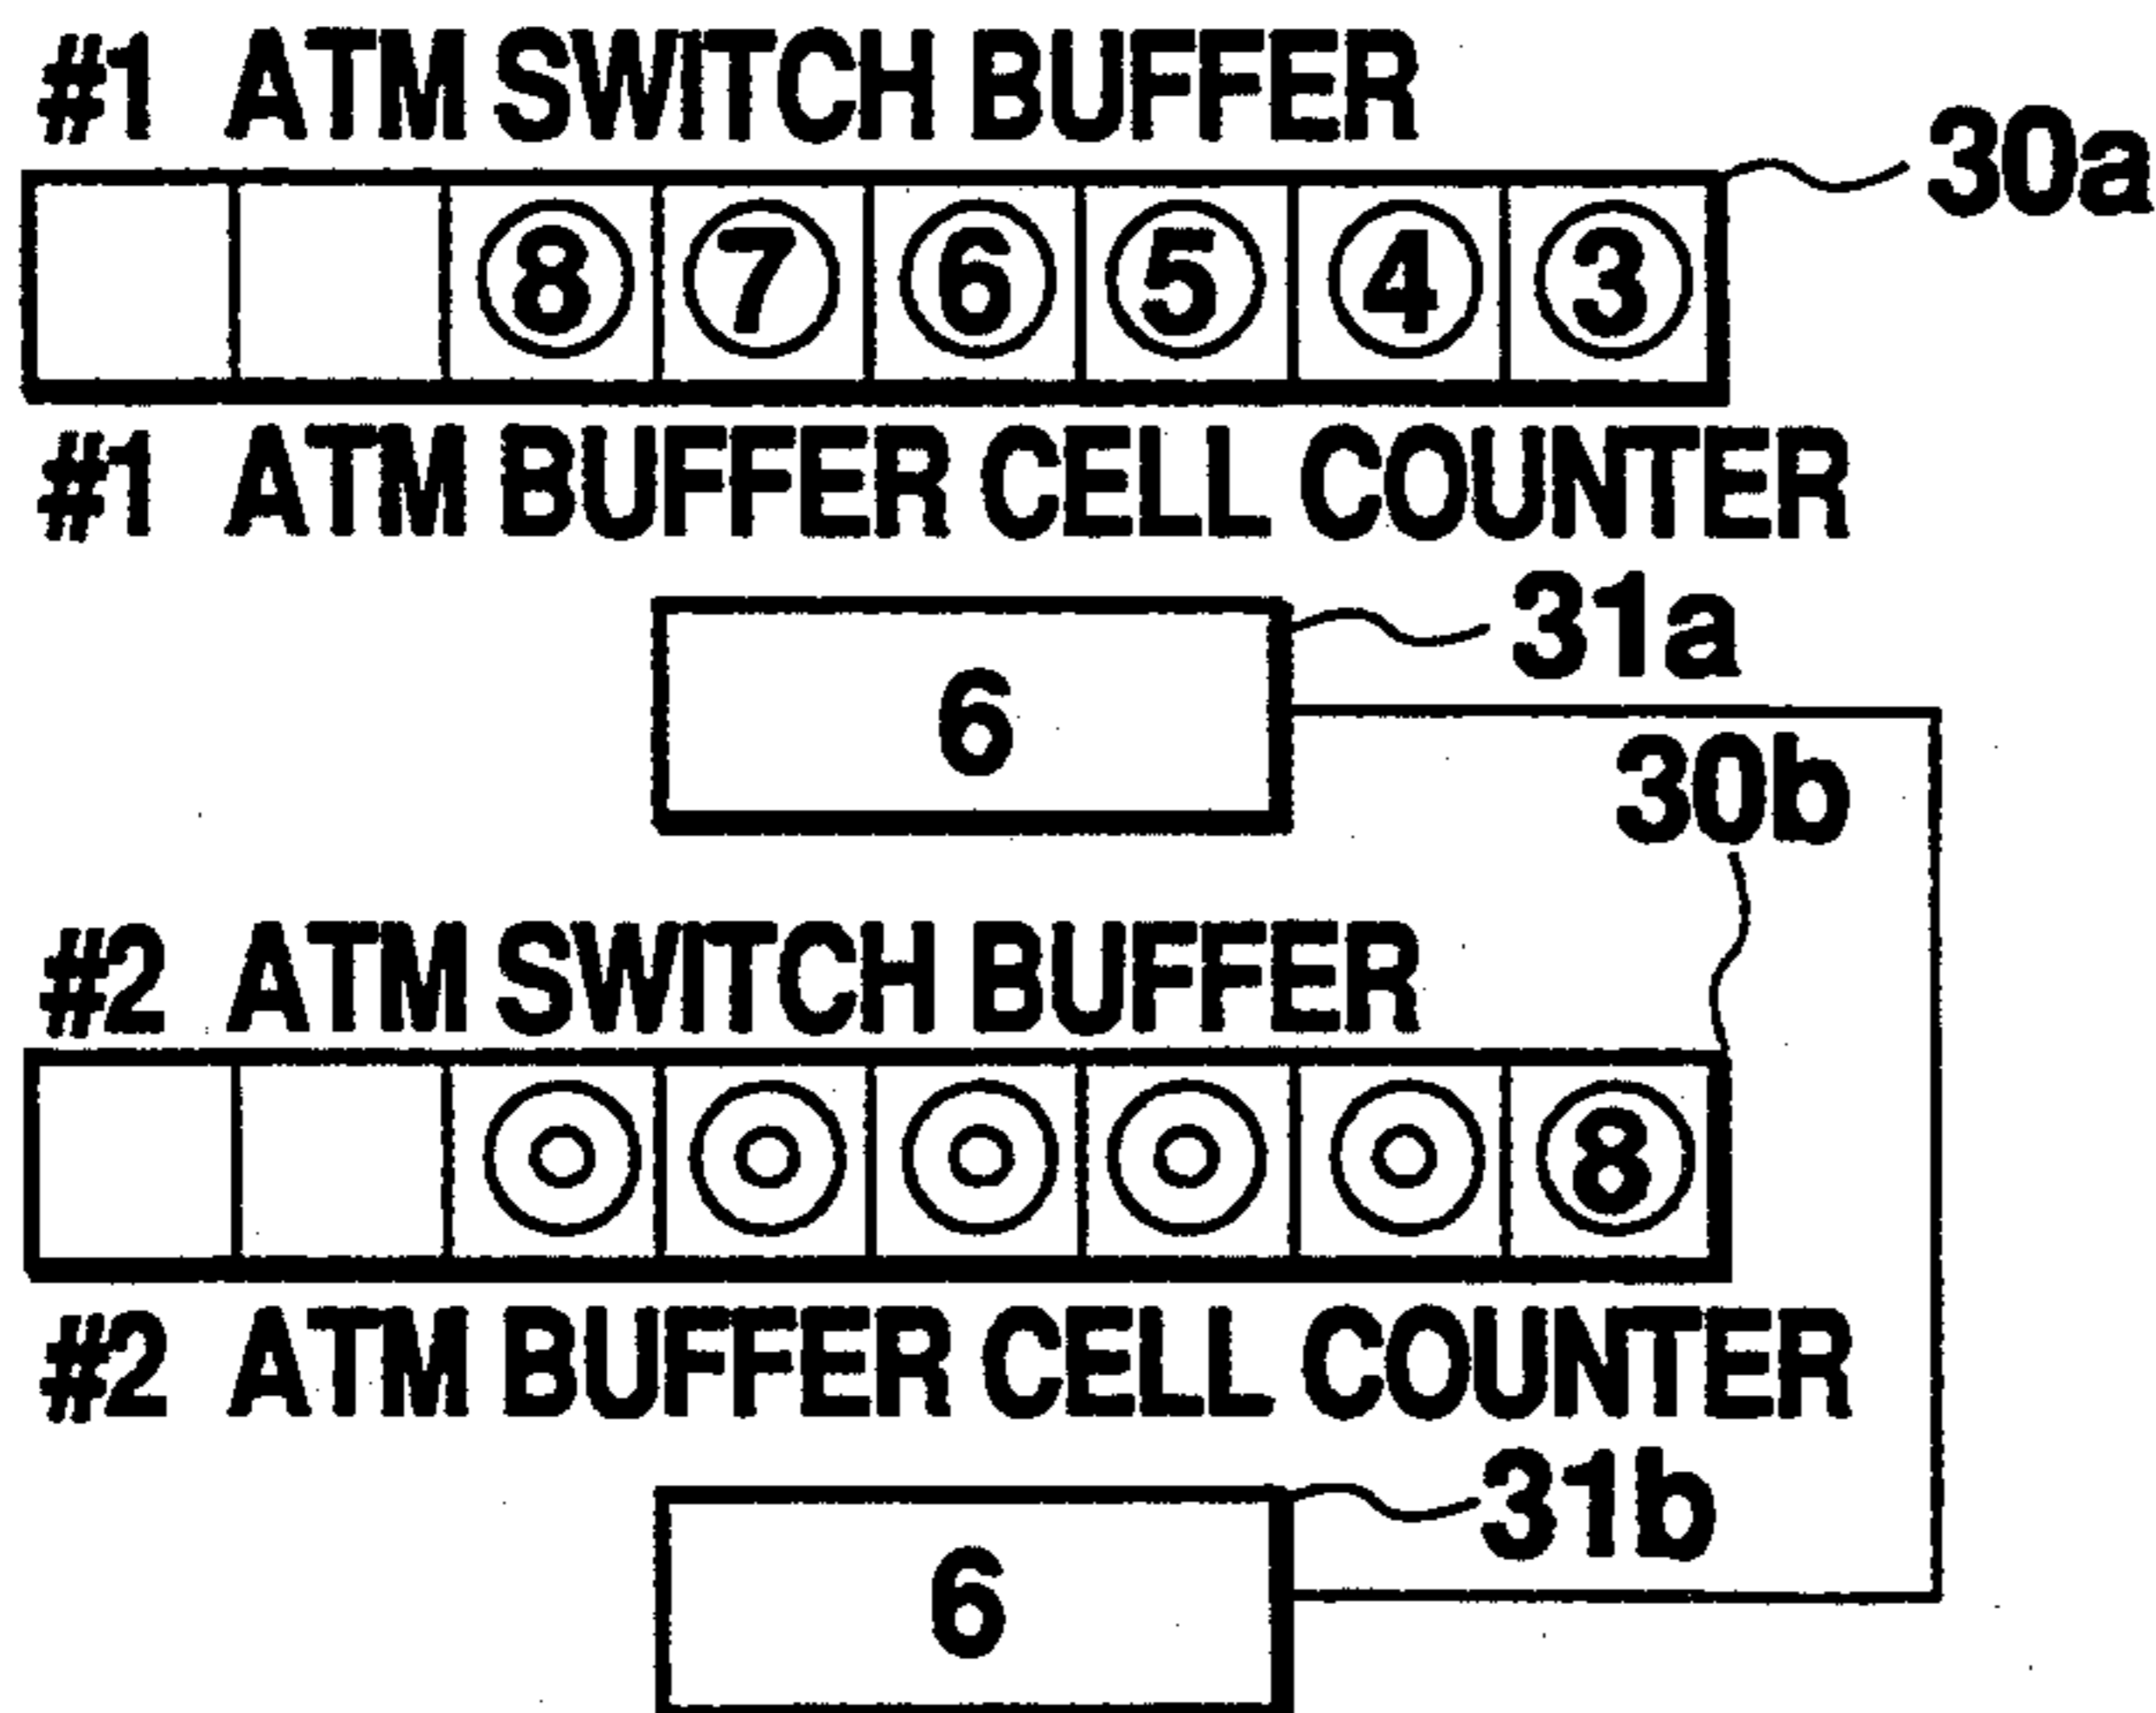 #1 ATM SWITCH BUFFER
30a
⑧ ⑦ ⑥ ⑤ ④ ③
#1 ATM BUFFER CELL COUNTER
31a
6
30b
#2 ATM SWITCH BUFFER
⑧
#2 ATM BUFFER CELL COUNTER
31b
6